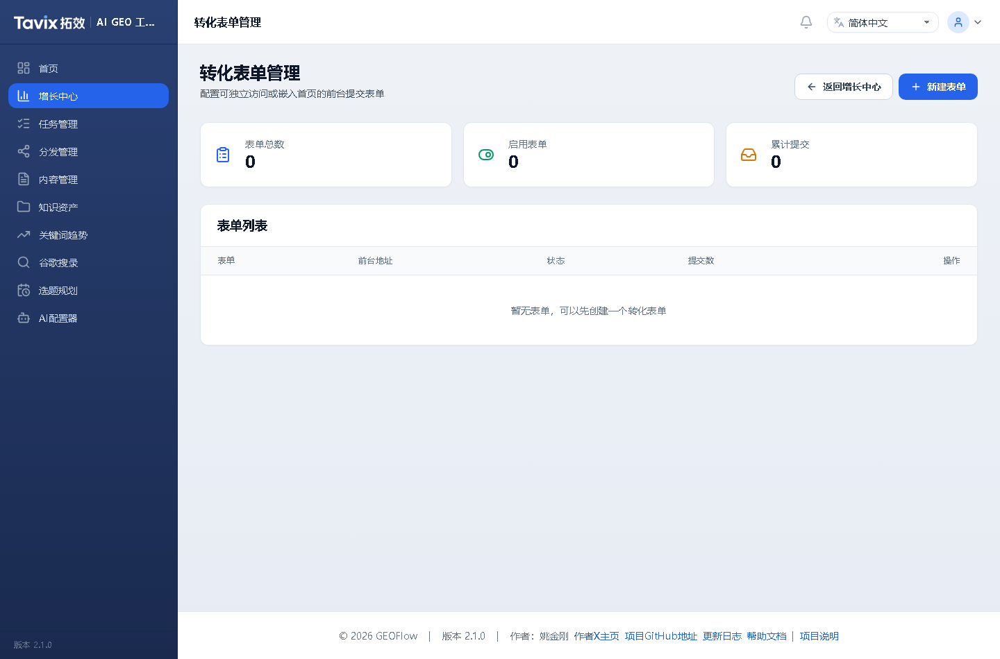 Tavix 拓效 | AI GEO 工...
首页
增长中心
任务管理
分发管理
内容管理
知识资产
关键词趋势
谷歌搜录
选题规划
AI配置器
版本 2.1.0
转化表单管理
简体中文
转化表单管理
配置可独立访问或嵌入首页的前台提交表单
返回增长中心
新建表单
表单总数
0
启用表单
0
累计提交
0
表单列表
表单 前台地址 状态 提交数 操作
暂无表单，可以先创建一个转化表单
© 2026 GEOFlow | 版本 2.1.0 | 作者：姚金刚 作者X主页 项目GitHub地址 更新日志 帮助文档 | 项目说明